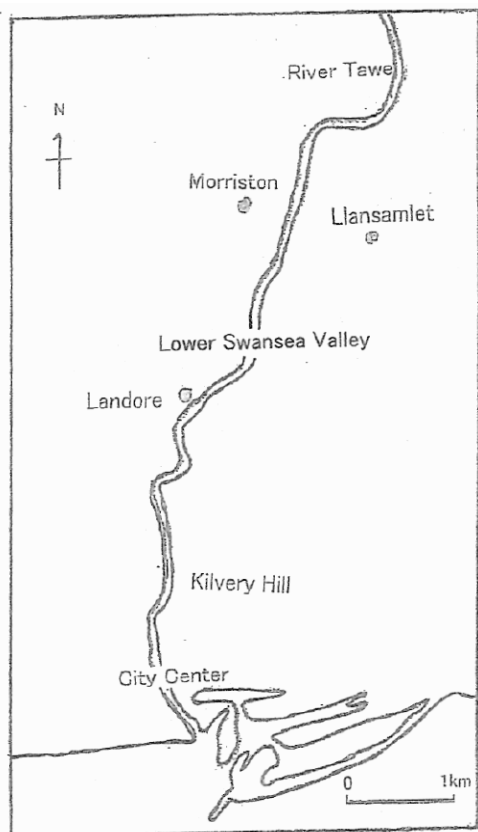 River Tawe
N
Morriston
Llansamlet
Lower Swansea Valley
Landore
Kilvery Hill
City Center
0 1km